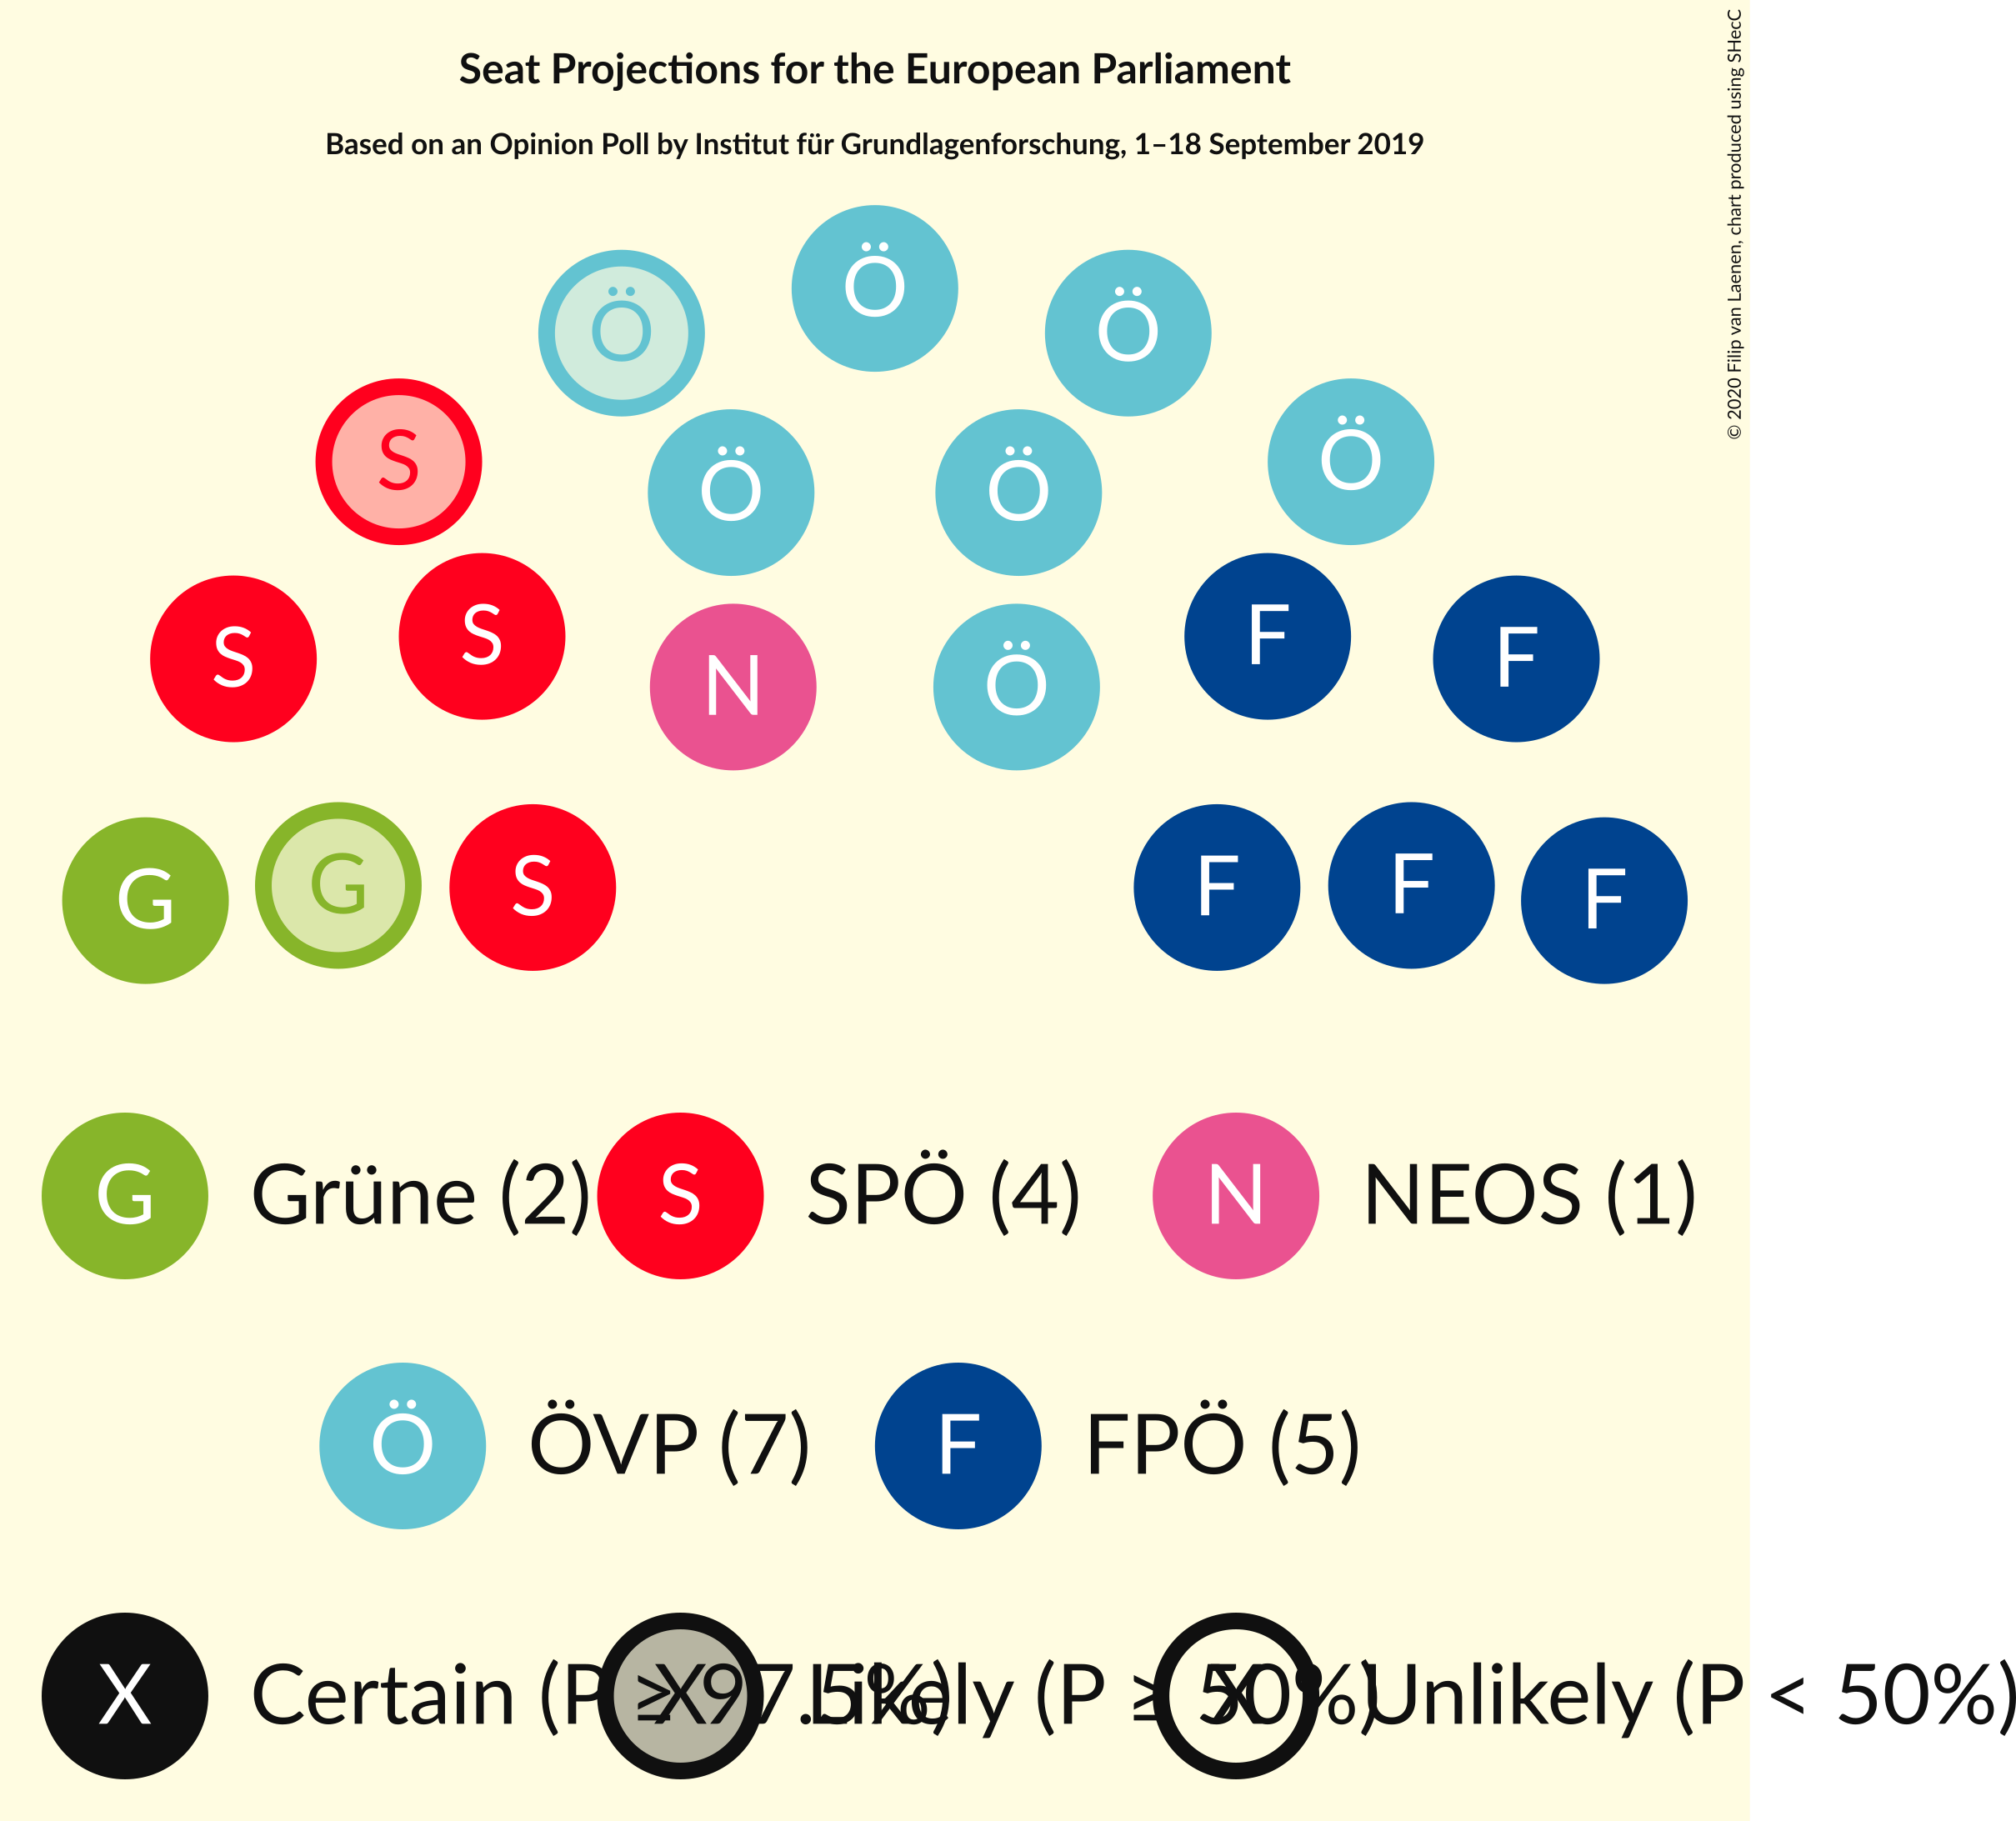 Seat Projections for the European Parliament
Based on an Opinion Poll by Institut für Grundlagenforschung, 1–18 September 2019
© 2020 Filip van Laenen, chart produced using SHecC
Ö
Ö Ö
S Ö Ö Ö
S S N Ö F F
G G S F F F
G Grüne (2) S SPÖ (4) N NEOS (1)
Ö ÖVP (7) F FPÖ (5)
X Certain (P ≥ 97.5%) X Likely (P ≥ 50%) X Unlikely (P < 50%)